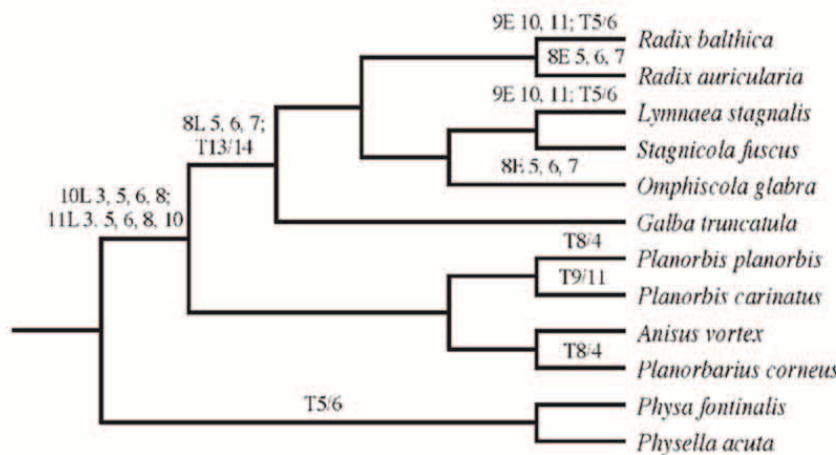 9E 10, 11; T5/6
Radix balthica
8E 5, 6, 7
Radix auricularia
9E 10, 11; T5/6
Lymnaea stagnalis
8L 5, 6, 7;
T13/14
Stagnicola fuscus
8E 5, 6, 7
Omphiscola glabra
10L 3, 5, 6, 8;
11L 3. 5, 6, 8, 10
Galba truncatula
T8/4
Planorbis planorbis
T9/11
Planorbis carinatus
Anisus vortex
T8/4
Planorbarius corneus
T5/6
Physa fontinalis
Physella acuta